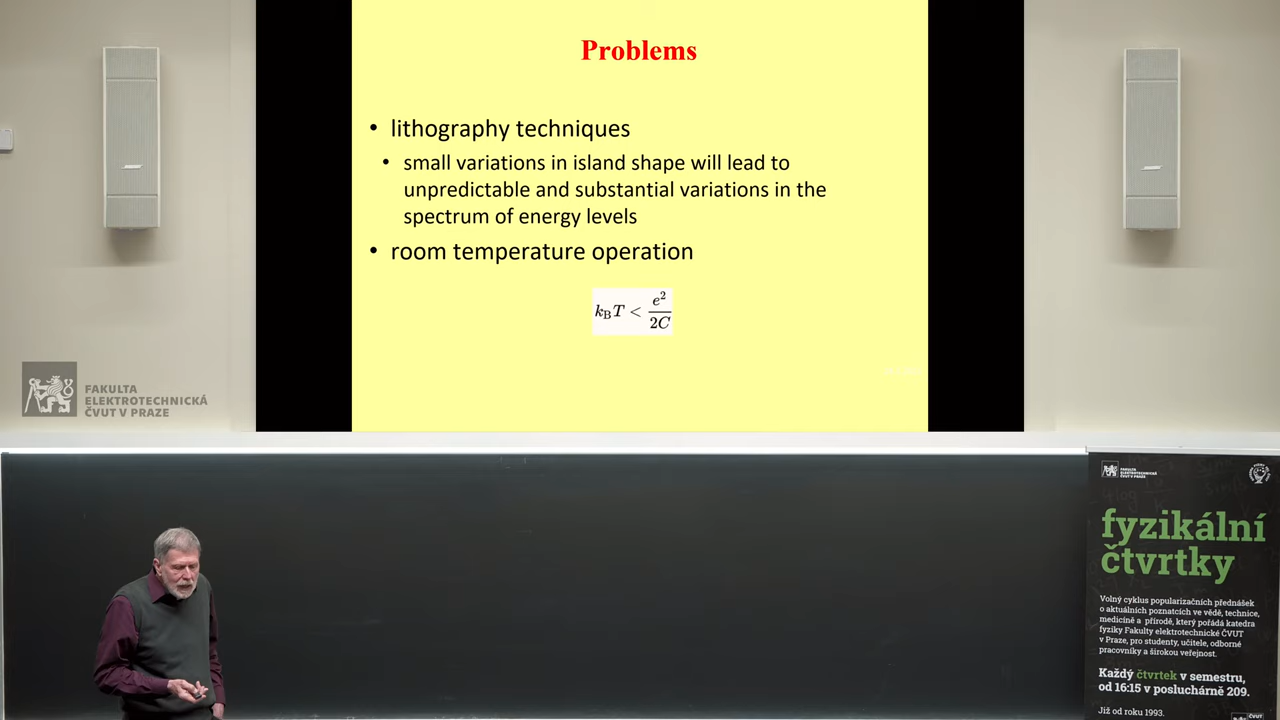 Problems
• lithography techniques
• small variations in island shape will lead to
unpredictable and substantial variations in the
spectrum of energy levels
• room temperature operation
k_B T < e²/2C
FAKULTA
ELEKTROTECHNICKÁ
ČVUT V PRAZE
FAKULTA
ELEKTROTECHNICKÁ
ČVUT V PRAZE
fyzikální
čtvrtky
Volný cyklus popularizačních přednášek
o aktuálních poznatcích ve vědě, technice,
medicíně a přírodě, který pořádá katedra
fyziky Fakulty elektrotechnické ČVUT
v Praze, pro studenty, učitele, odborné
pracovníky a širokou veřejnost.
Každý čtvrtek v semestru,
od 16:15 v posluchárně 209.
Již od roku 1993.